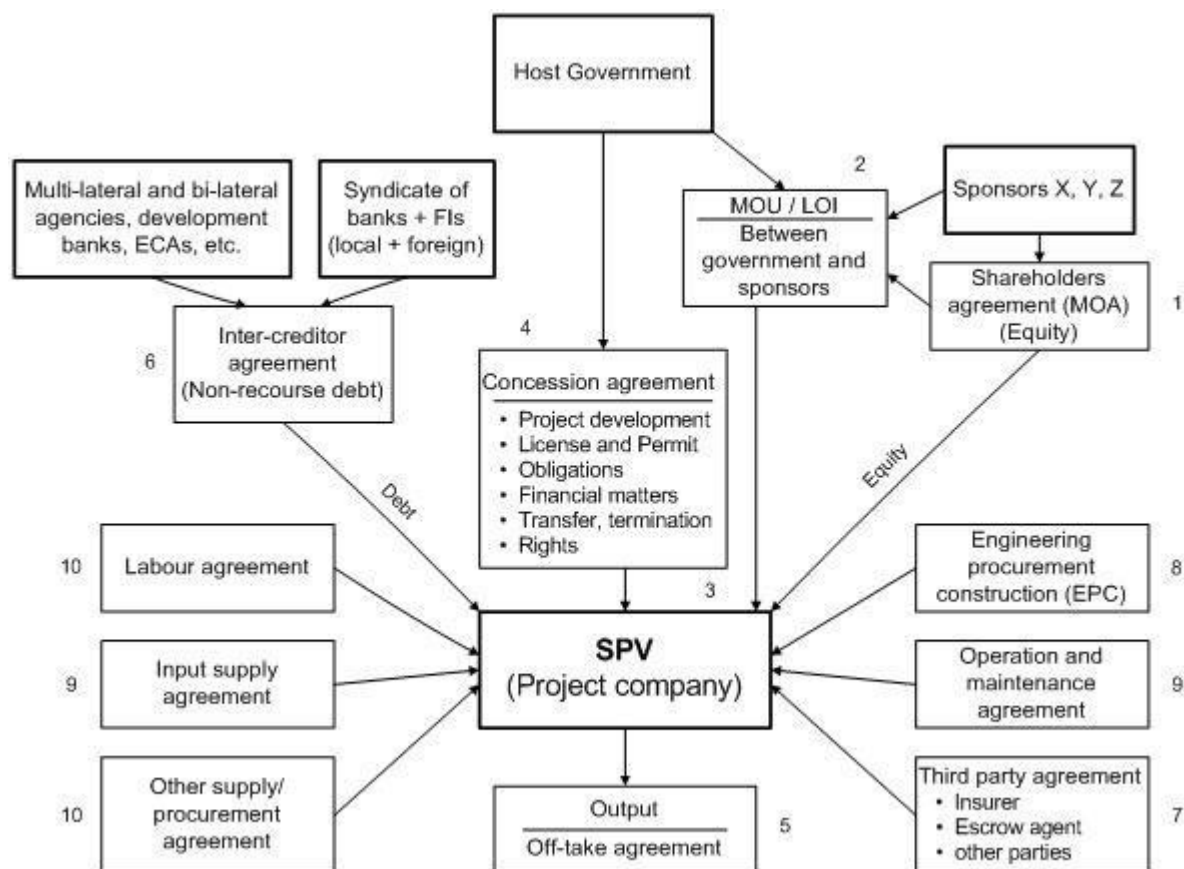 Host Government
2
Multi-lateral and bi-lateral
agencies, development
banks, ECAs, etc.
Syndicate of
banks + FIs
(local + foreign)
MOU / LOI
Between
government and
sponsors
Sponsors X, Y, Z
Shareholders
agreement (MOA)
(Equity)
1
4
6
Inter-creditor
agreement
(Non-recourse debt)
Concession agreement
• Project development
• License and Permit
• Obligations
• Financial matters
• Transfer, termination
• Rights
Debt
Equity
10
Labour agreement
3
Engineering
procurement
construction (EPC)
8
9
Input supply
agreement
SPV
(Project company)
Operation and
maintenance
agreement
9
10
Other supply/
procurement
agreement
Output
Off-take agreement
5
Third party agreement
• Insurer
• Escrow agent
• other parties
7